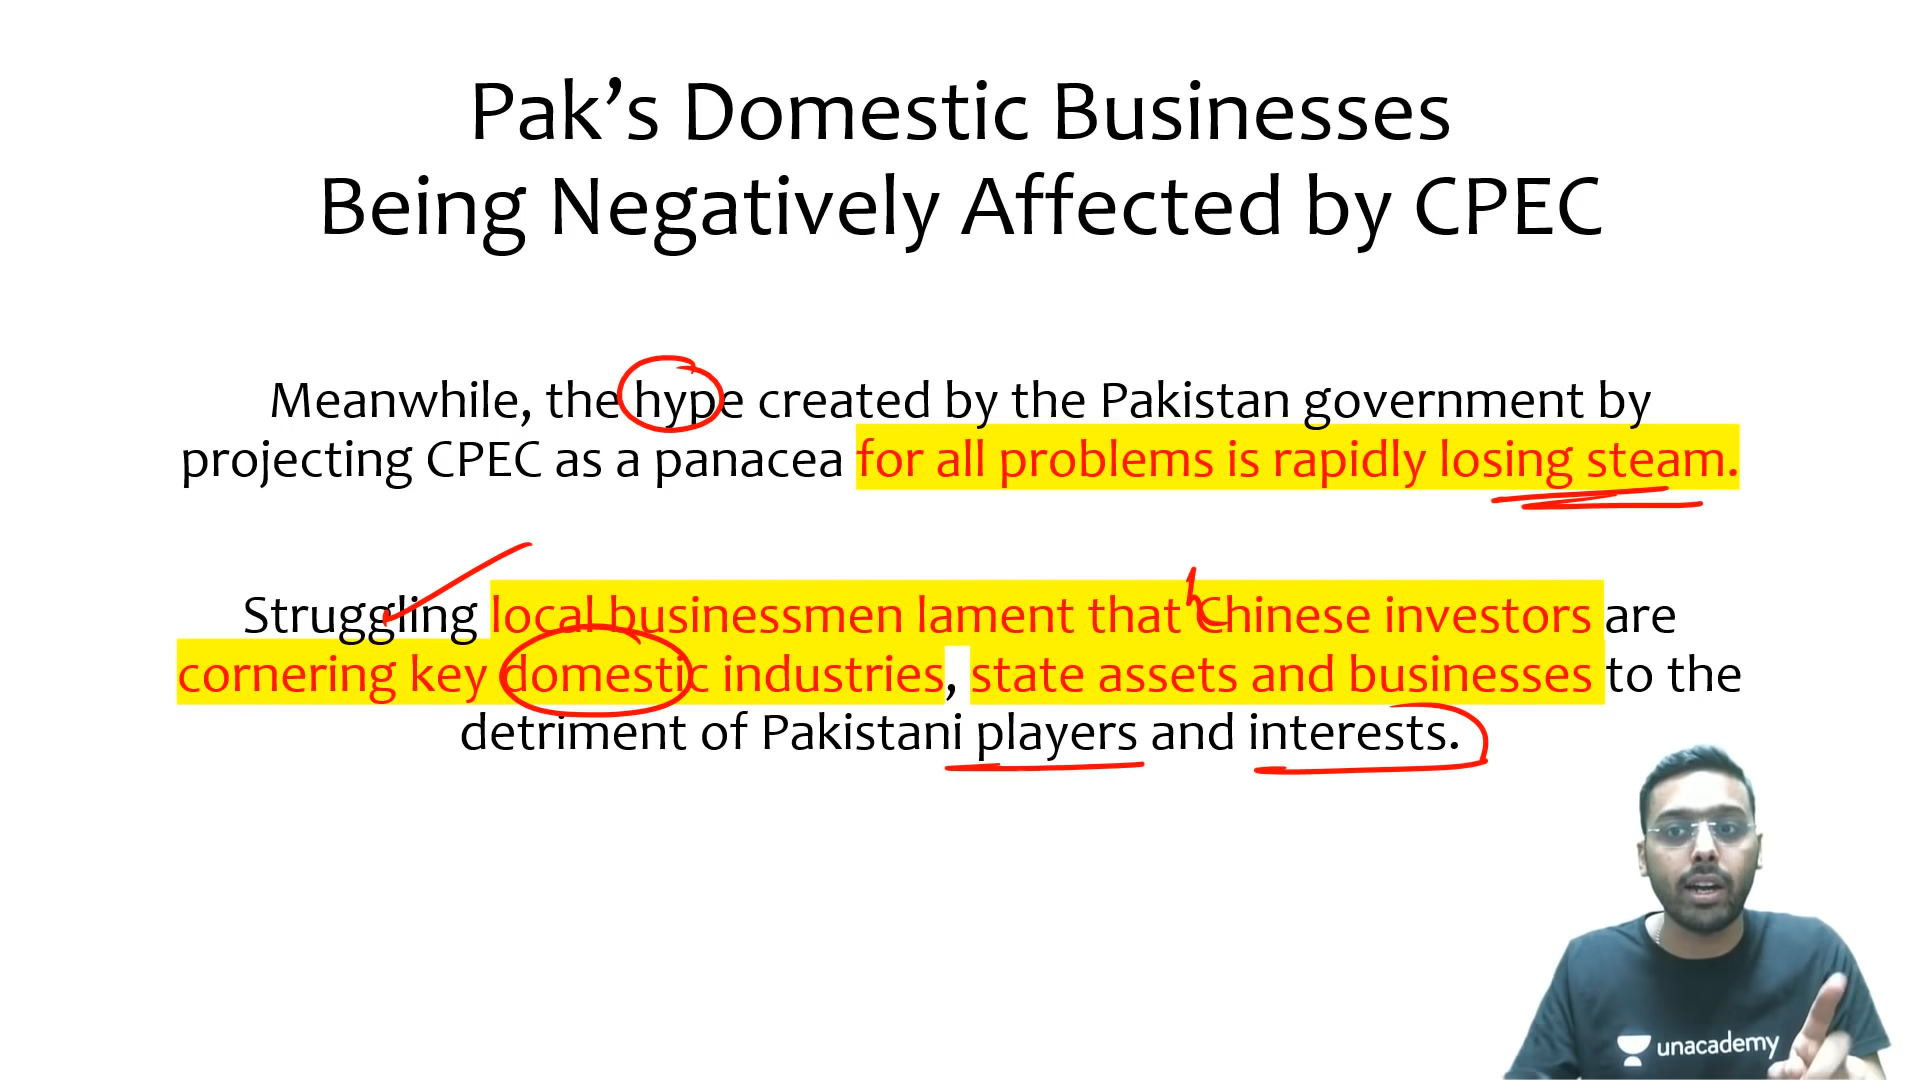 Pak’s Domestic Businesses
Being Negatively Affected by CPEC
Meanwhile, the hype created by the Pakistan government by
projecting CPEC as a panacea for all problems is rapidly losing steam.
Struggling local businessmen lament that Chinese investors are
cornering key domestic industries, state assets and businesses to the
detriment of Pakistani players and interests.
unacademy